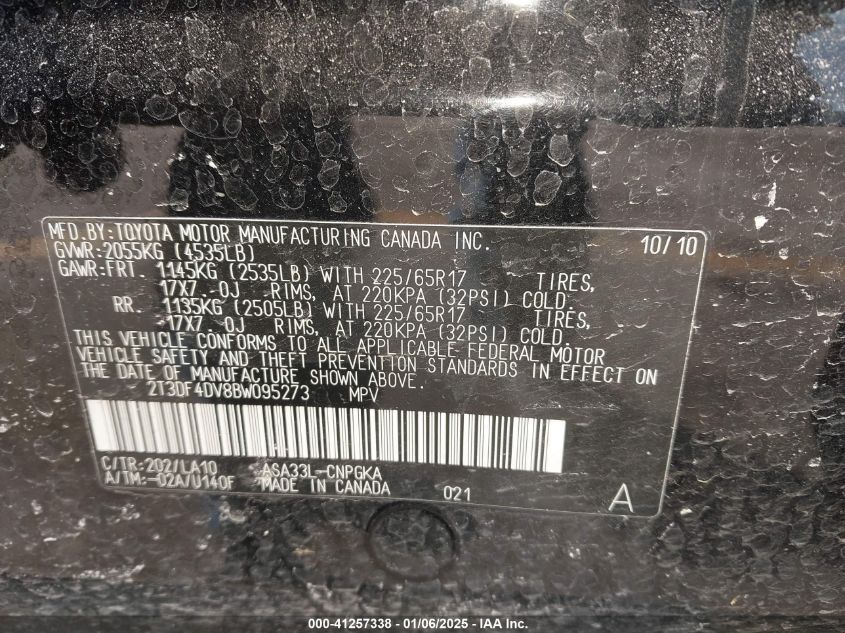 MFD.BY:TOYOTA MOTOR MANUFACTURING CANADA INC. 10/10
GVWR:2055KG (4535LB)
GAWR:FRT. 1145KG (2535LB) WITH 225/65R17 TIRES,
17X7 0J RIMS, AT 220KPA (32PSI) COLD.
RR. 1135KG (2505LB) WITH 225/65R17 TIRES,
17X7 0J RIMS, AT 220KPA (32PSI) COLD.
THIS VEHICLE CONFORMS TO ALL APPLICABLE FEDERAL MOTOR
VEHICLE SAFETY AND THEFT PREVENTION STANDARDS IN EFFECT ON
THE DATE OF MANUFACTURE SHOWN ABOVE.
2T3DF4DV8BW095273 MPV
C/TR:202/LA10 ASA33L-CNPGKA
A/TM:-02A/U140F MADE IN CANADA 021 A
000-41257338 - 01/06/2025 - IAA Inc.